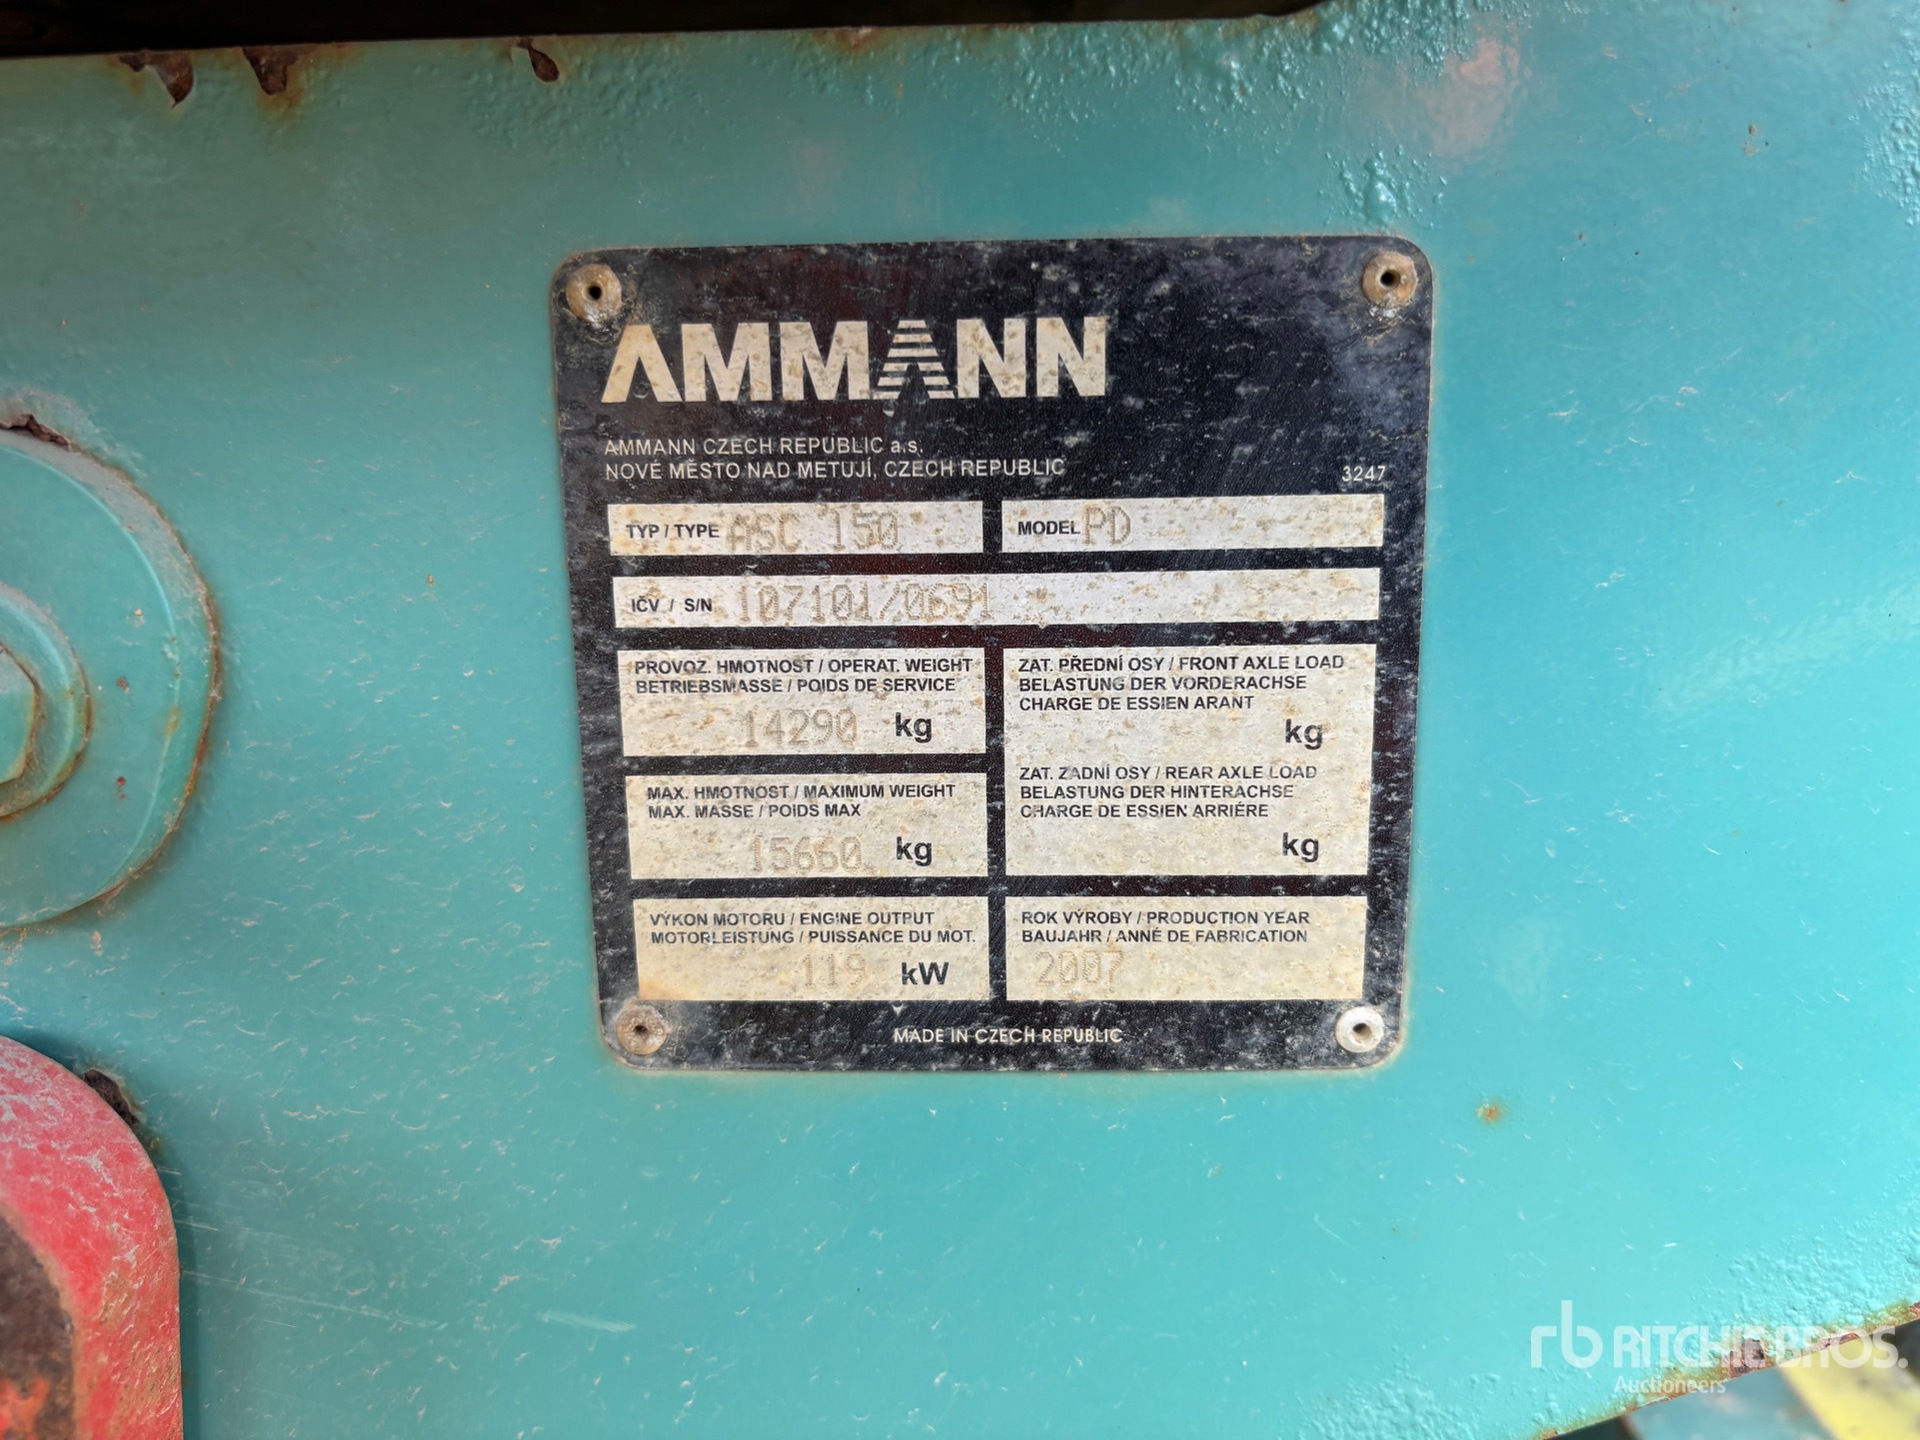 AMMANN
AMMANN CZECH REPUBLIC a.s.
NOVÉ MĚSTO NAD METUJÍ, CZECH REPUBLIC
3247
TYP / TYPE ASC 150
MODEL PD
IČV / S/N 107101/0691
PROVOZ. HMOTNOST / OPERAT. WEIGHT
BETRIEBSMASSE / POIDS DE SERVICE
14290 kg
ZAT. PŘEDNÍ OSY / FRONT AXLE LOAD
BELASTUNG DER VORDERACHSE
CHARGE DE ESSIEN ARANT
kg
MAX. HMOTNOST / MAXIMUM WEIGHT
MAX. MASSE / POIDS MAX
15660 kg
ZAT. ZADNÍ OSY / REAR AXLE LOAD
BELASTUNG DER HINTERACHSE
CHARGE DE ESSIEN ARRIÉRE
kg
VÝKON MOTORU / ENGINE OUTPUT
MOTORLEISTUNG / PUISSANCE DU MOT.
119 kW
ROK VÝROBY / PRODUCTION YEAR
BAUJAHR / ANNÉ DE FABRICATION
2007
MADE IN CZECH REPUBLIC
rb RITCHIE BROS.
Auctioneers